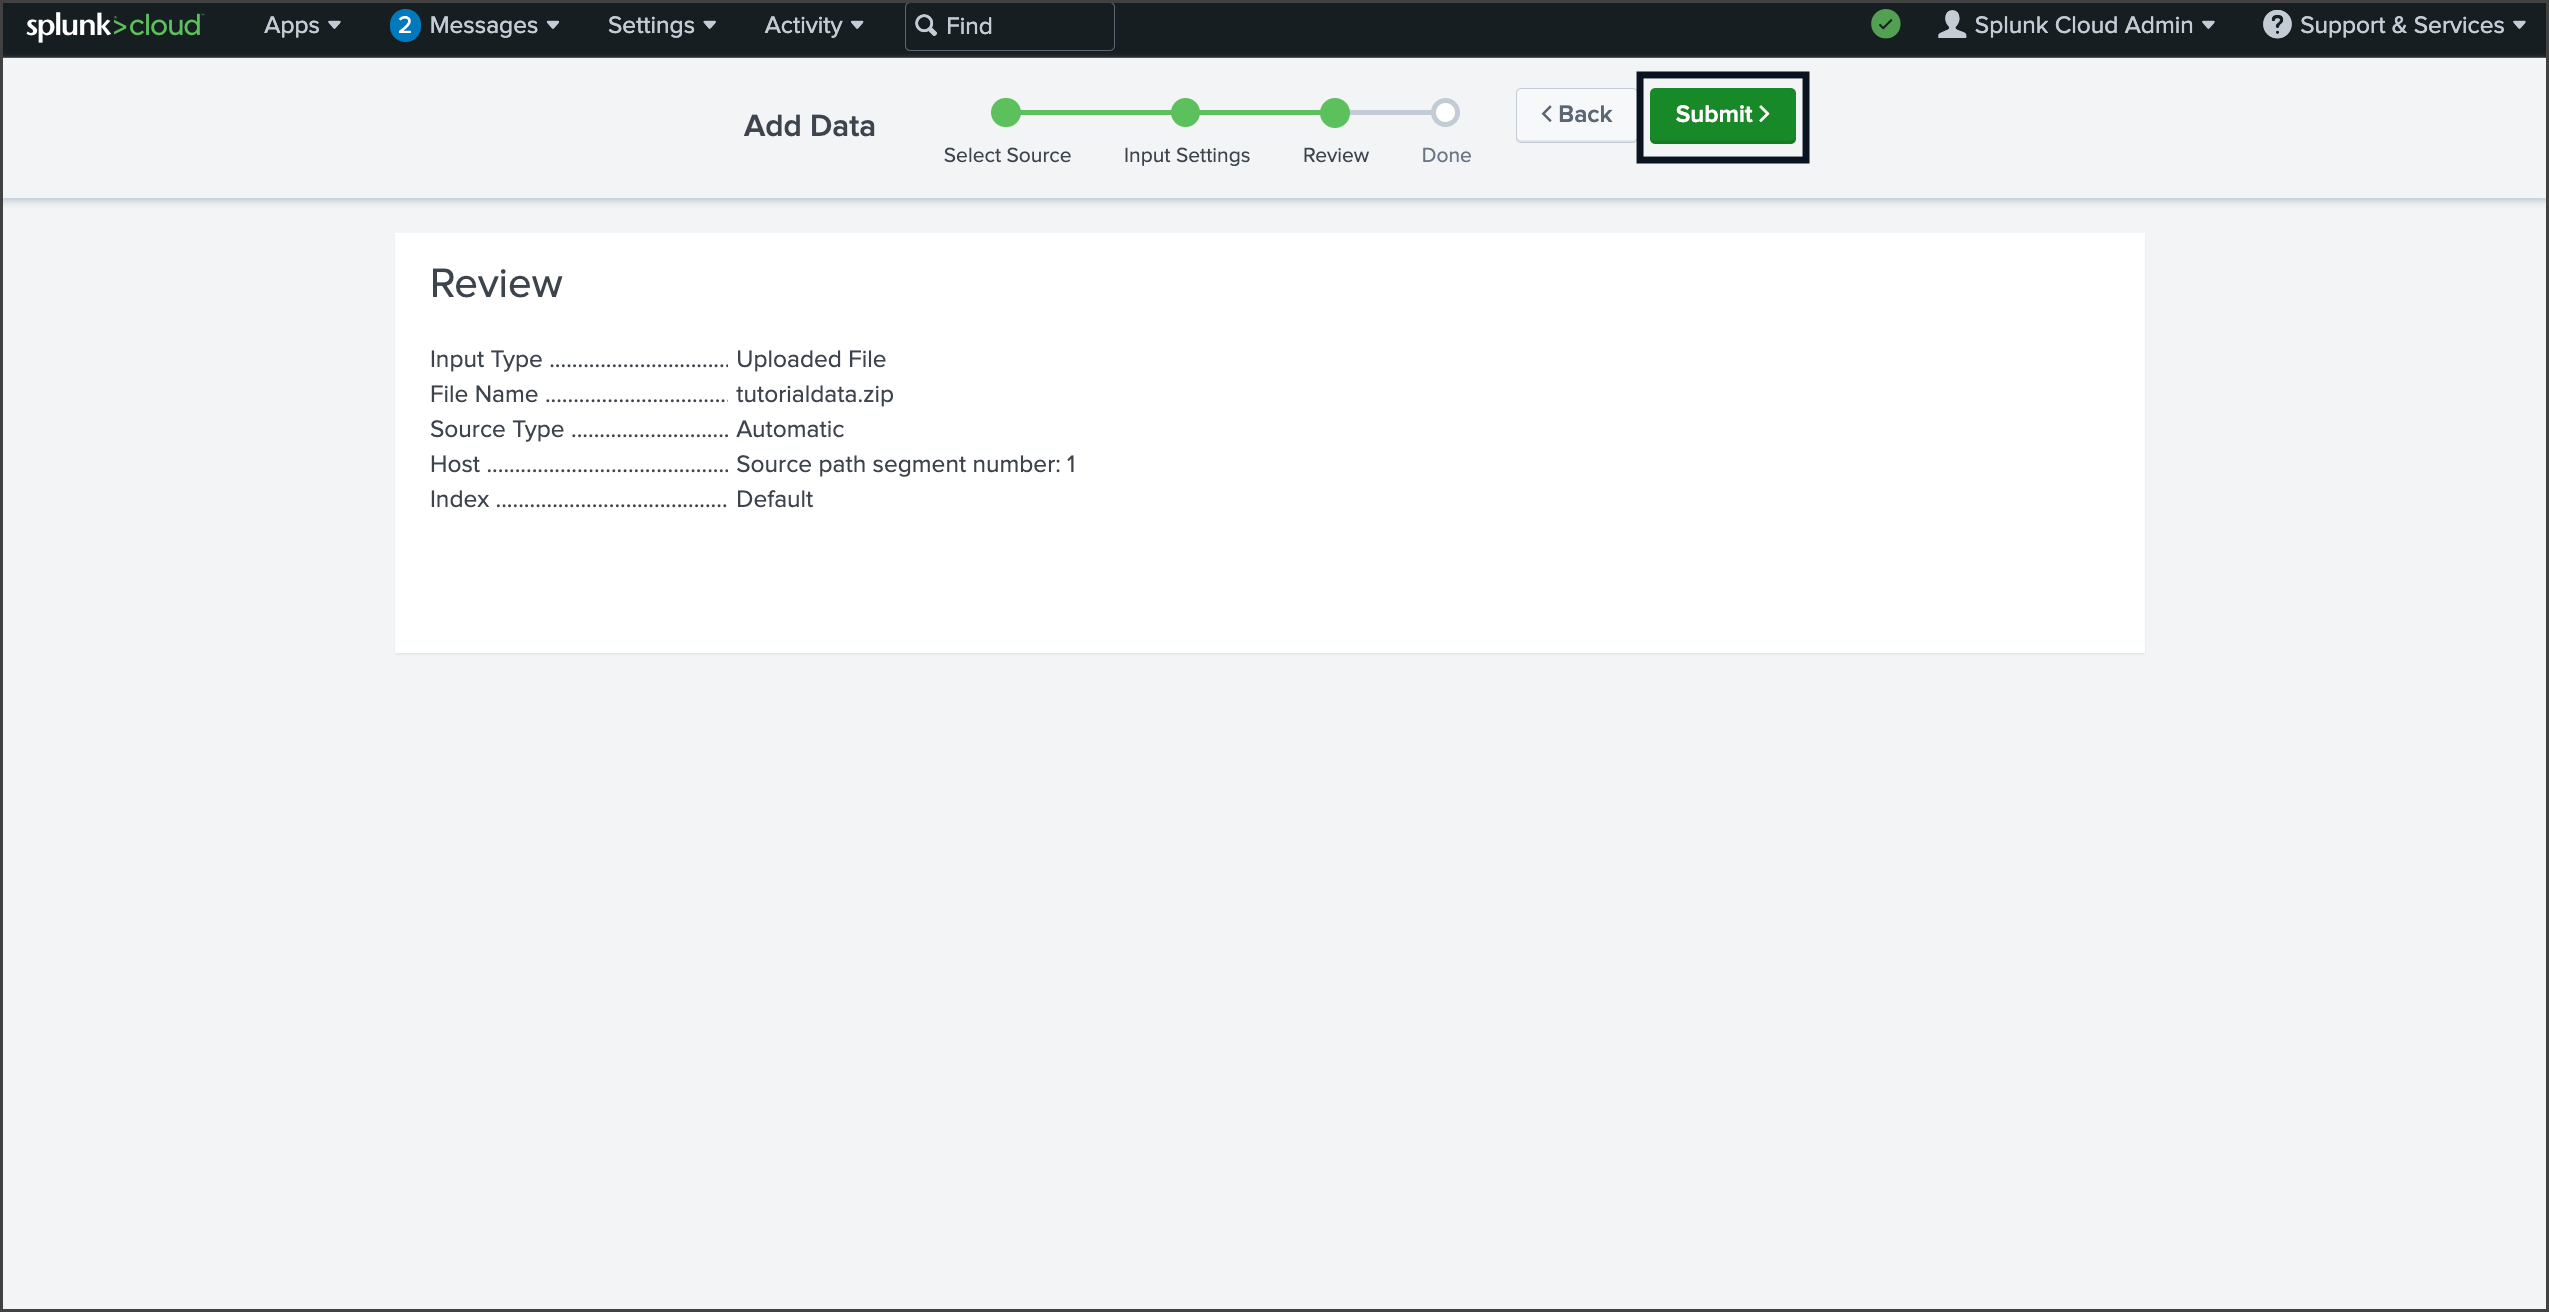 splunk>cloud Apps 2 Messages Settings Activity Find Splunk Cloud Admin ? Support & Services
Add Data
Select Source Input Settings Review Done
< Back
Submit >
Review
Input Type ................................ Uploaded File
File Name ................................. tutorialdata.zip
Source Type ............................ Automatic
Host ........................................... Source path segment number: 1
Index ......................................... Default